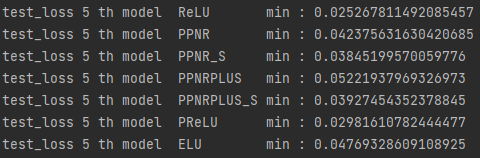 test_loss 5 th model  ReLU       min : 0.025267811492085457
test_loss 5 th model  PPNR       min : 0.042375631630420685
test_loss 5 th model  PPNR_S     min : 0.03845199570059776
test_loss 5 th model  PPNRPLUS   min : 0.05221937969326973
test_loss 5 th model  PPNRPLUS_S min : 0.03927454352378845
test_loss 5 th model  PReLU      min : 0.02981610782444477
test_loss 5 th model  ELU        min : 0.04769328609108925